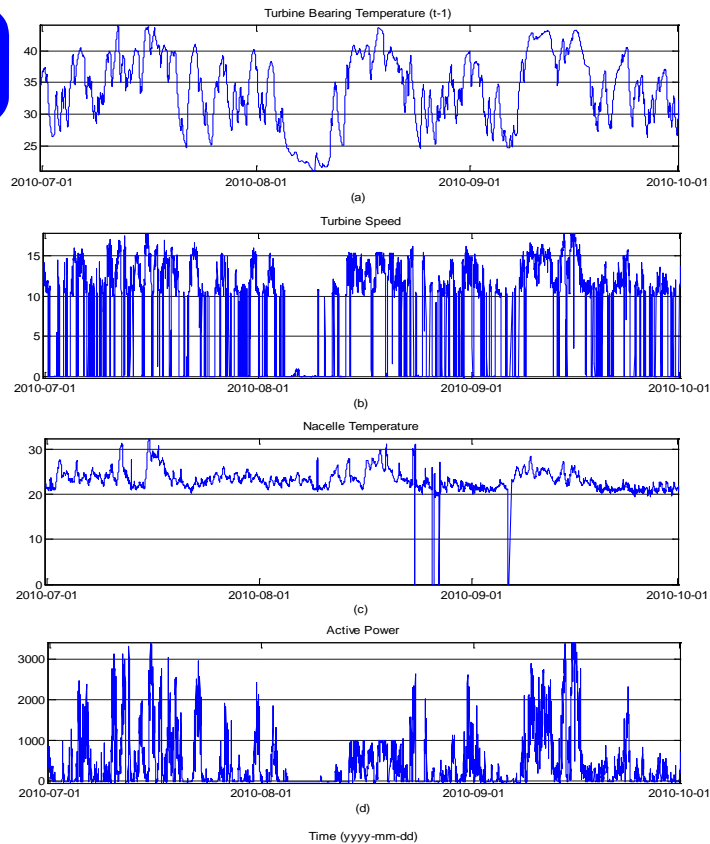 Turbine Bearing Temperature (t-1)
40
35
30
25
2010-07-01 2010-08-01 2010-09-01 2010-10-01
(a)
Turbine Speed
15
10
5
0
2010-07-01 2010-08-01 2010-09-01 2010-10-01
(b)
Nacelle Temperature
30
20
10
0
2010-07-01 2010-08-01 2010-09-01 2010-10-01
(c)
Active Power
3000
2000
1000
0
2010-07-01 2010-08-01 2010-09-01 2010-10-01
(d)
Time (yyyy-mm-dd)